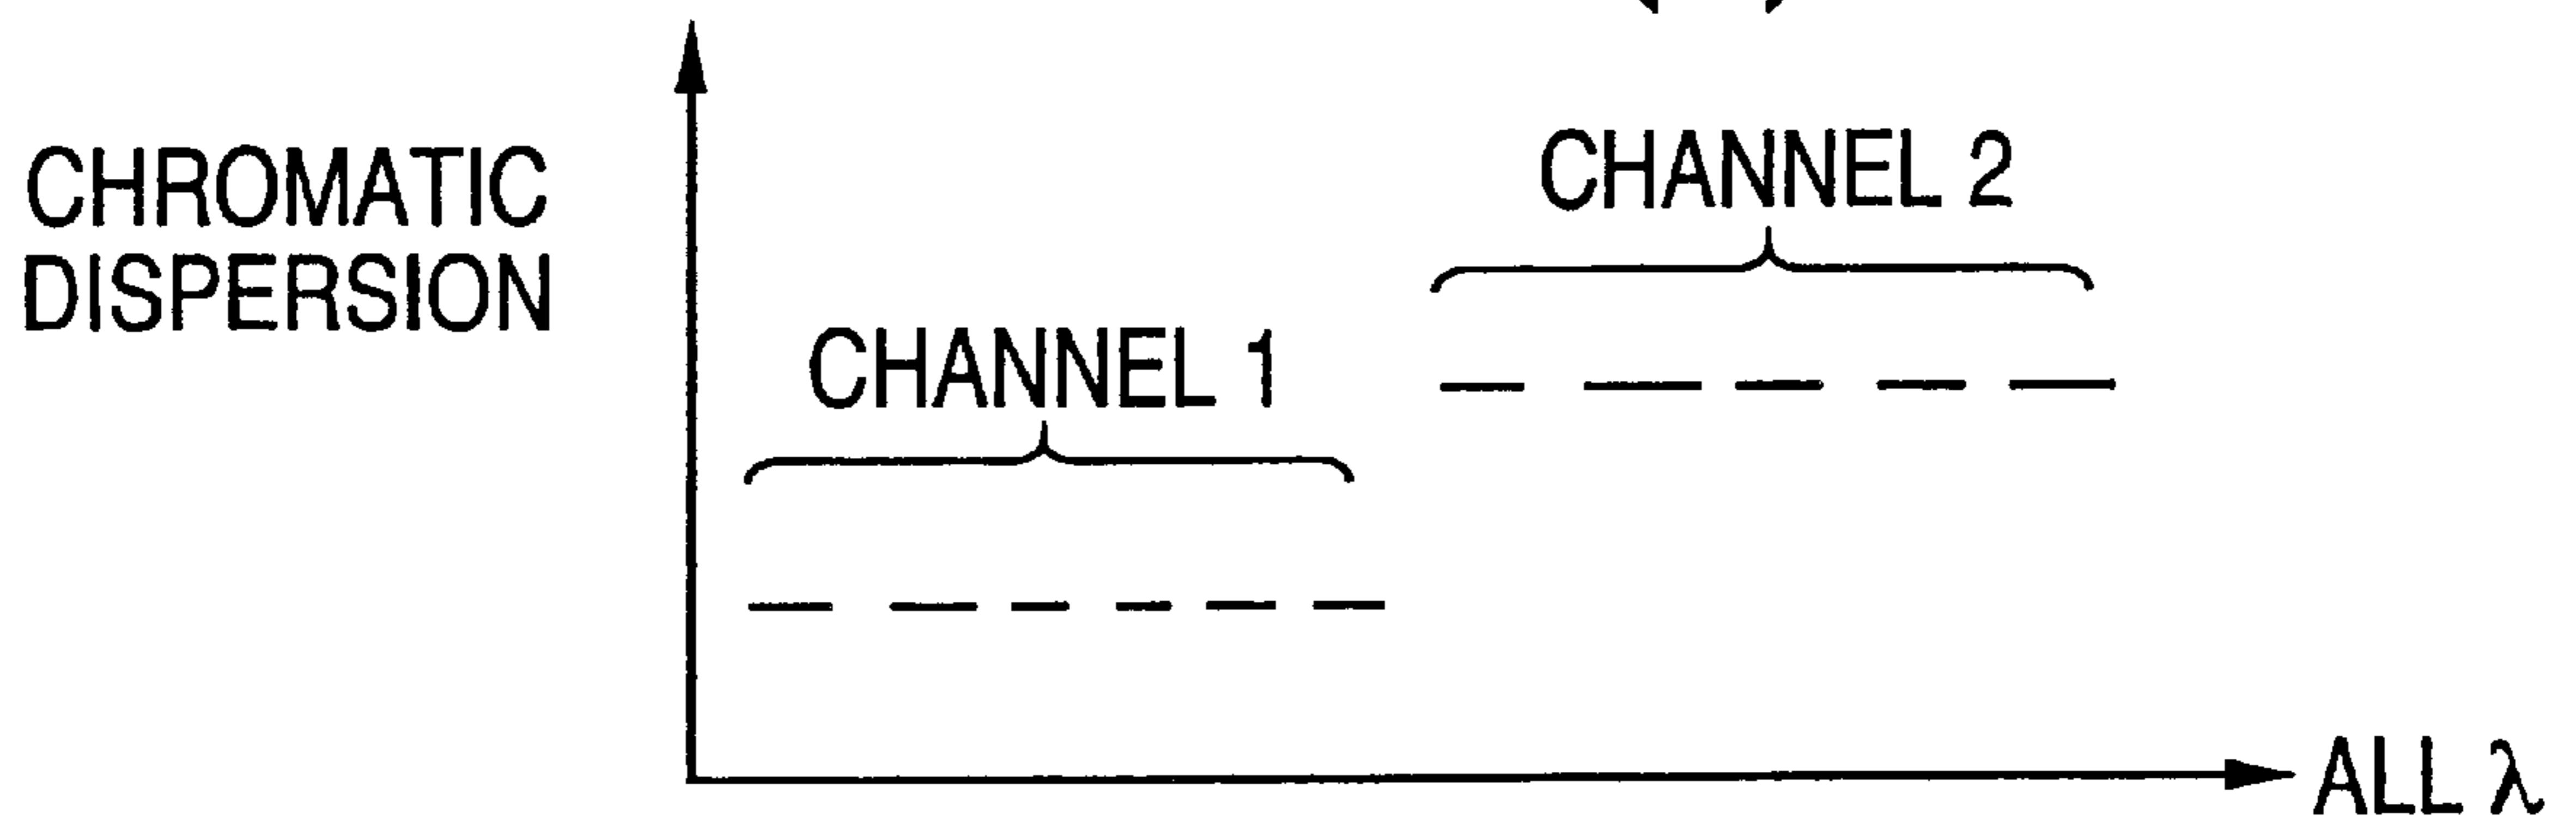 CHROMATIC
DISPERSION
CHANNEL 1
CHANNEL 2
ALL λ